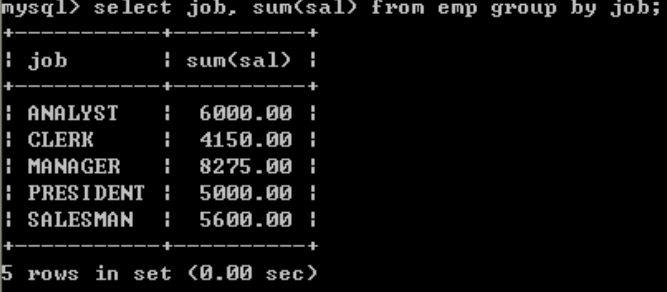 mysql> select job, sum(sal) from emp group by job;
+-----------+----------+
| job       | sum(sal) |
+-----------+----------+
| ANALYST   |  6000.00 |
| CLERK     |  4150.00 |
| MANAGER   |  8275.00 |
| PRESIDENT |  5000.00 |
| SALESMAN  |  5600.00 |
+-----------+----------+
5 rows in set (0.00 sec)